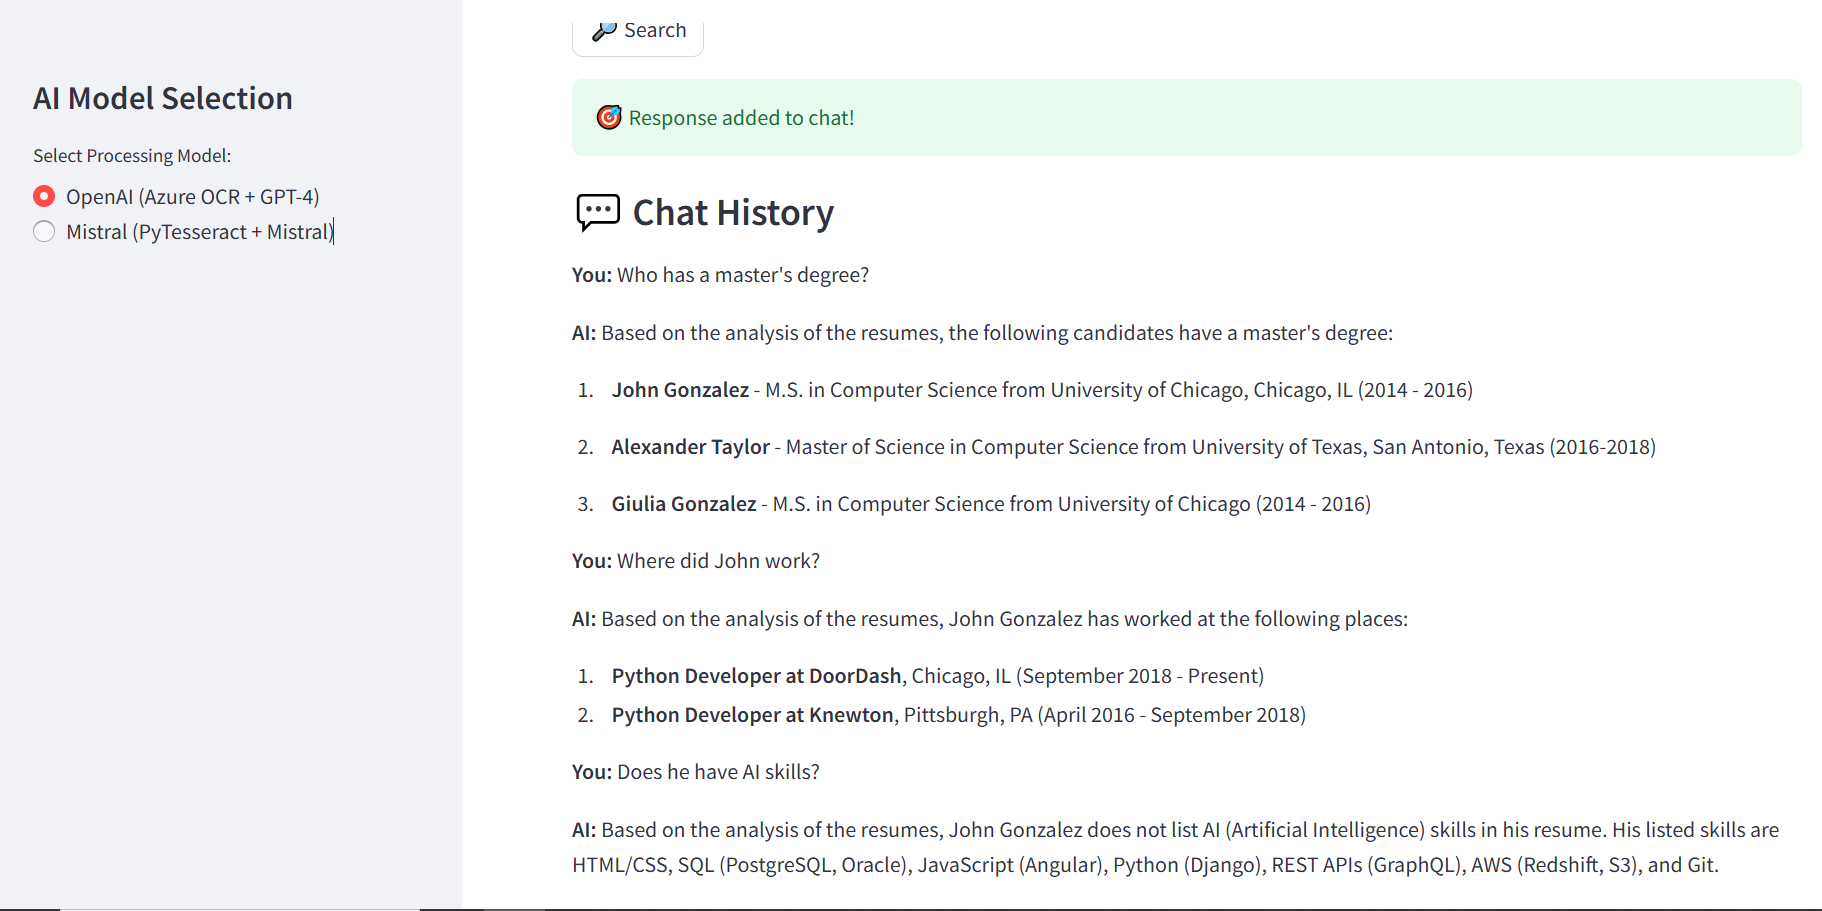 AI Model Selection
Select Processing Model:
OpenAI (Azure OCR + GPT-4)
Mistral (PyTesseract + Mistral)
Search
Response added to chat!
Chat History
You: Who has a master's degree?
AI: Based on the analysis of the resumes, the following candidates have a master's degree:
1. John Gonzalez - M.S. in Computer Science from University of Chicago, Chicago, IL (2014 - 2016)
2. Alexander Taylor - Master of Science in Computer Science from University of Texas, San Antonio, Texas (2016-2018)
3. Giulia Gonzalez - M.S. in Computer Science from University of Chicago (2014 - 2016)
You: Where did John work?
AI: Based on the analysis of the resumes, John Gonzalez has worked at the following places:
1. Python Developer at DoorDash, Chicago, IL (September 2018 - Present)
2. Python Developer at Knewton, Pittsburgh, PA (April 2016 - September 2018)
You: Does he have AI skills?
AI: Based on the analysis of the resumes, John Gonzalez does not list AI (Artificial Intelligence) skills in his resume. His listed skills are
HTML/CSS, SQL (PostgreSQL, Oracle), JavaScript (Angular), Python (Django), REST APIs (GraphQL), AWS (Redshift, S3), and Git.